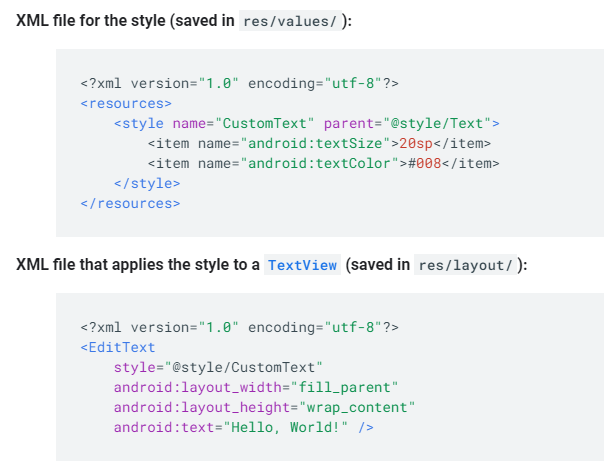 XML file for the style (saved in res/values/ ):
<?xml version="1.0" encoding="utf-8"?>
<resources>
    <style name="CustomText" parent="@style/Text">
        <item name="android:textSize">20sp</item>
        <item name="android:textColor">#008</item>
    </style>
</resources>
XML file that applies the style to a TextView (saved in res/layout/ ):
<?xml version="1.0" encoding="utf-8"?>
<EditText
    style="@style/CustomText"
    android:layout_width="fill_parent"
    android:layout_height="wrap_content"
    android:text="Hello, World!" />